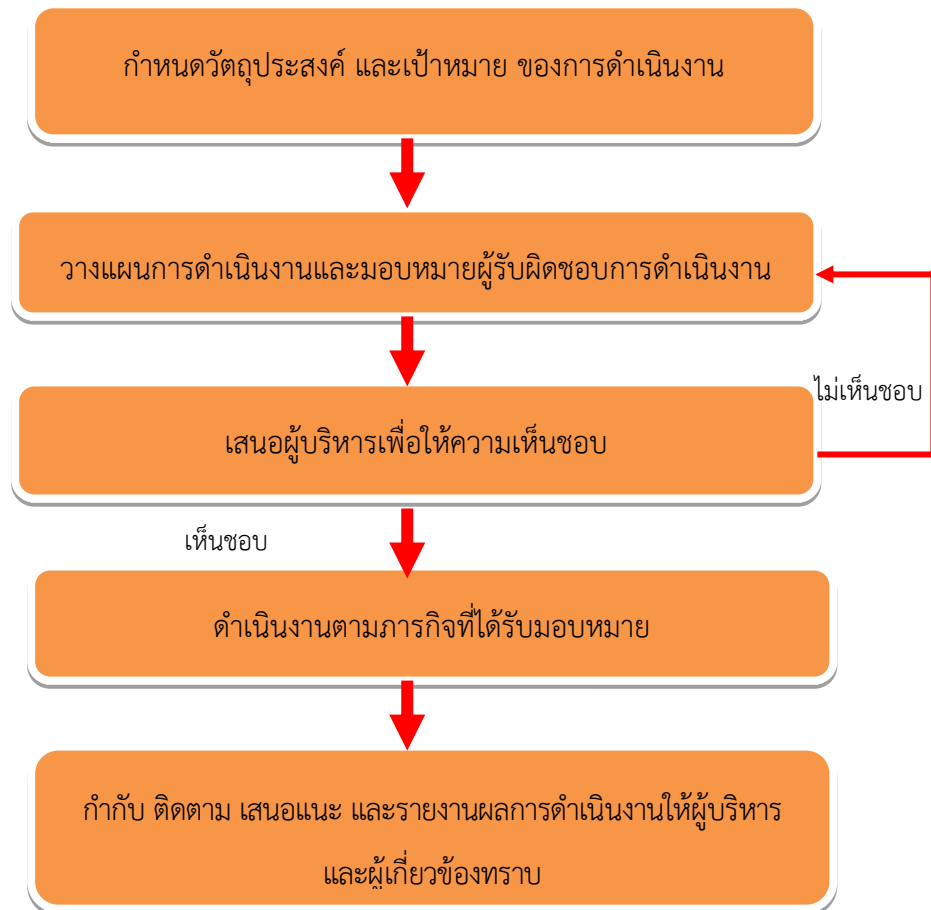 กำหนดวัตถุประสงค์ และเป้าหมาย ของการดำเนินงาน
วางแผนการดำเนินงานและมอบหมายผู้รับผิดชอบการดำเนินงาน
ไม่เห็นชอบ
เสนอผู้บริหารเพื่อให้ความเห็นชอบ
เห็นชอบ
ดำเนินงานตามภารกิจที่ได้รับมอบหมาย
กำกับ ติดตาม เสนอแนะ และรายงานผลการดำเนินงานให้ผู้บริหาร
และผู้เกี่ยวข้องทราบ